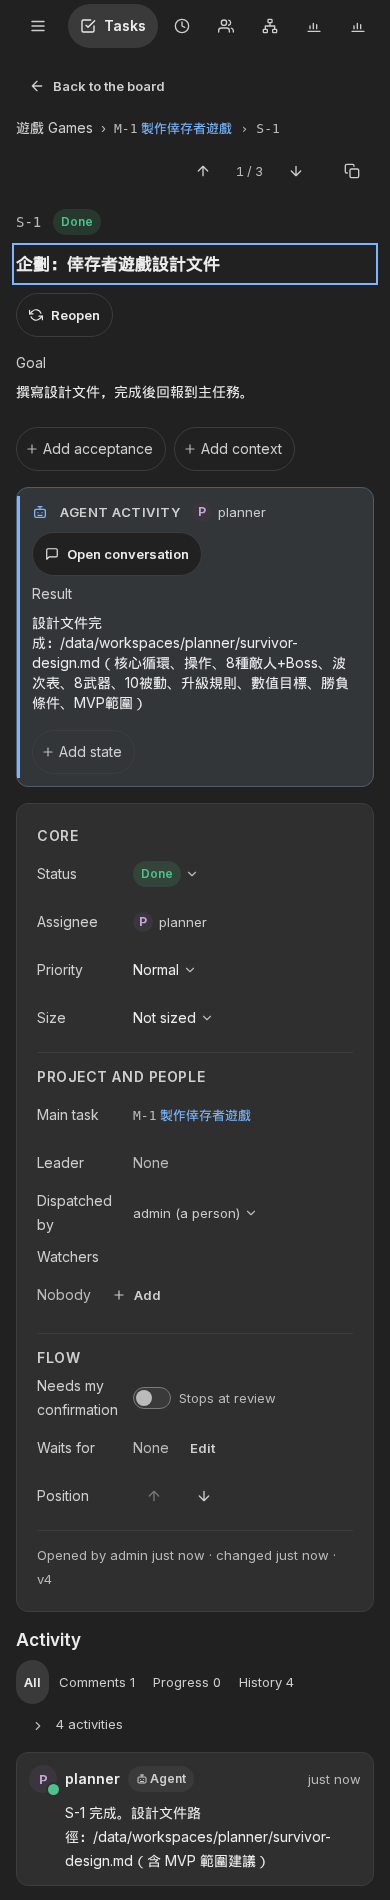 Tasks
Back to the board
遊戲 Games › M-1 製作倖存者遊戲 › S-1
1 / 3
S-1 Done
企劃: 倖存者遊戲設計文件
Reopen
Goal
撰寫設計文件，完成後回報到主任務。
+ Add acceptance + Add context
AGENT ACTIVITY P planner
Open conversation
Result
設計文件完
成: /data/workspaces/planner/survivor-
design.md（核心循環、操作、8種敵人+Boss、波
次表、8武器、10被動、升級規則、數值目標、勝負
條件、MVP範圍）
+ Add state
CORE
Status Done
Assignee P planner
Priority Normal
Size Not sized
PROJECT AND PEOPLE
Main task M-1 製作倖存者遊戲
Leader None
Dispatched
by admin (a person)
Watchers
Nobody + Add
FLOW
Needs my
confirmation Stops at review
Waits for None Edit
Position
Opened by admin just now · changed just now ·
v4
Activity
All Comments 1 Progress 0 History 4
4 activities
P planner Agent just now
S-1 完成。設計文件路
徑: /data/workspaces/planner/survivor-
design.md（含 MVP 範圍建議）